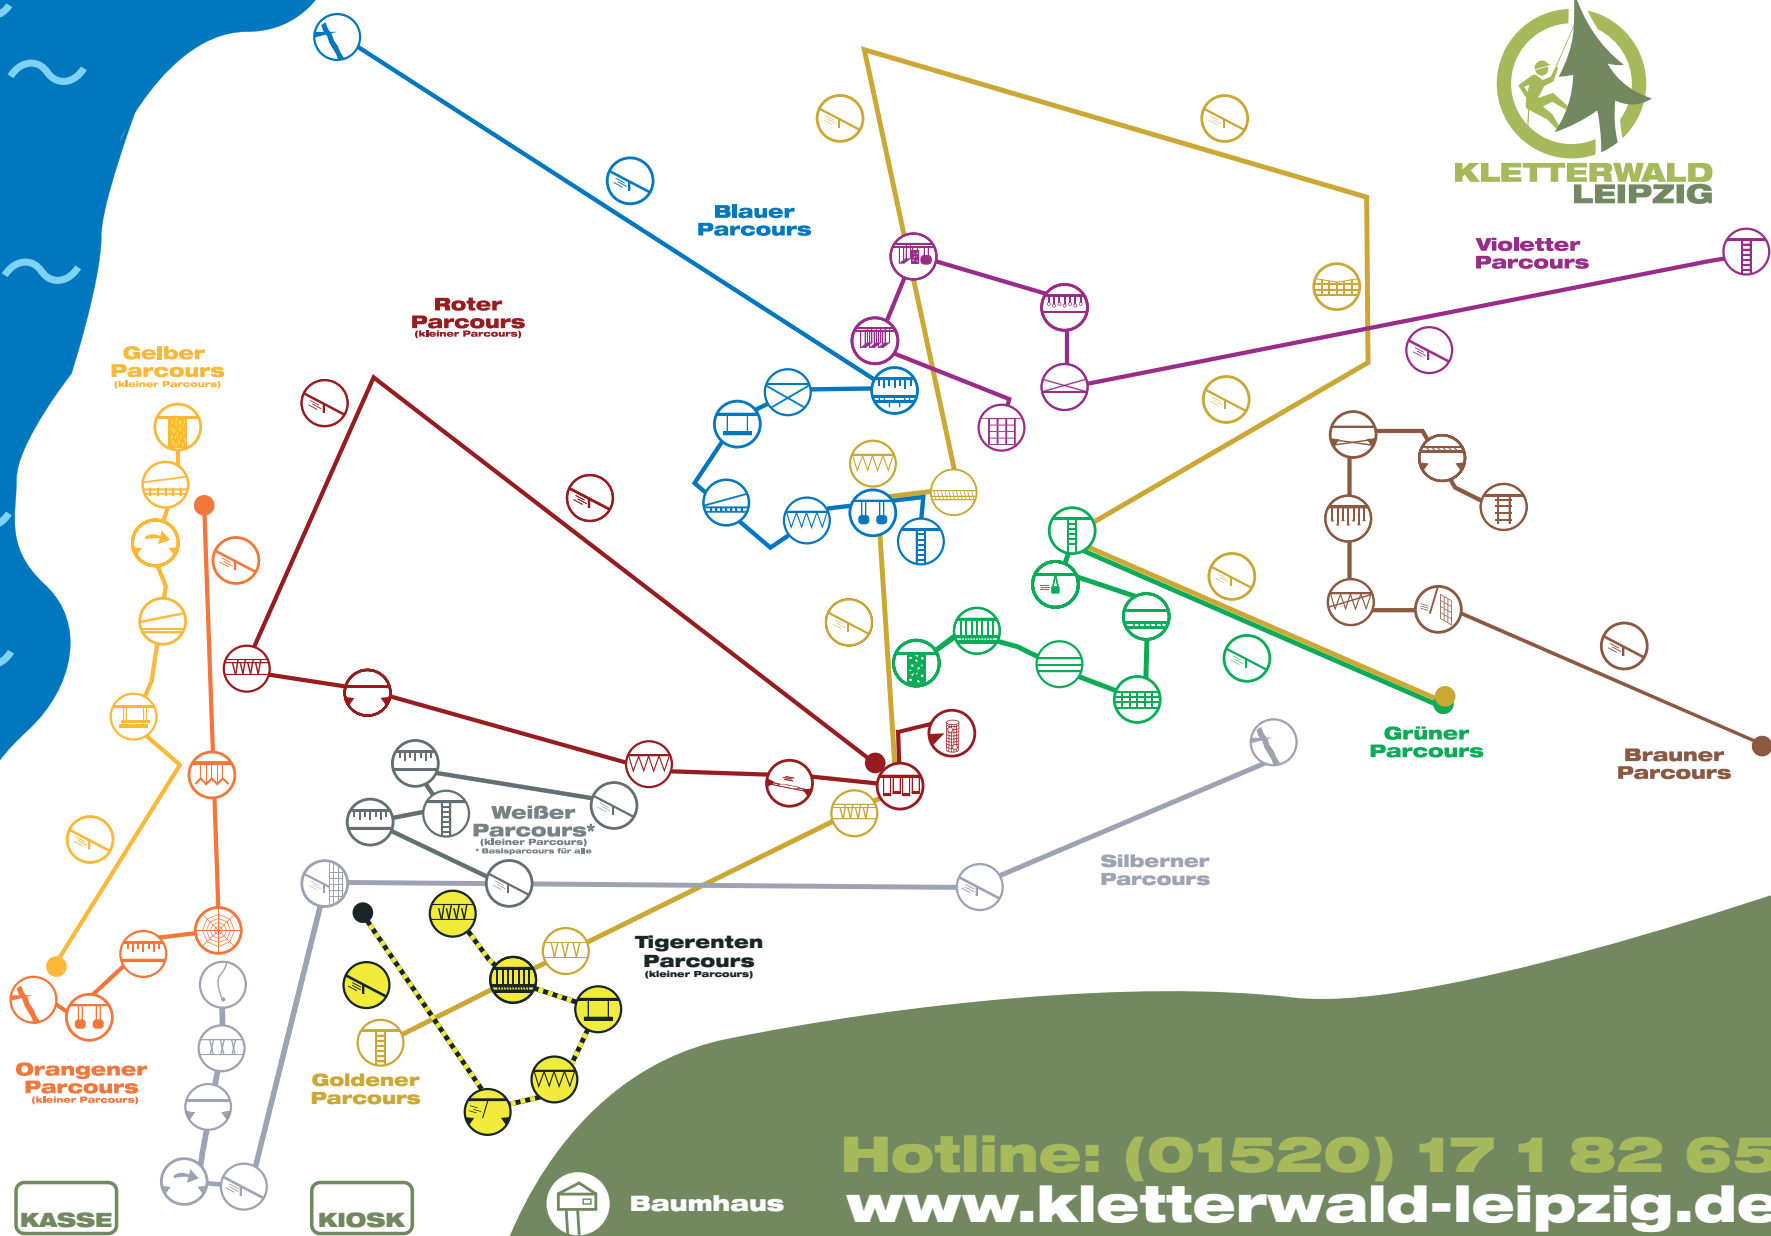 KLETTERWALD
LEIPZIG
Blauer
Parcours
Violetter
Parcours
Roter
Parcours
(kleiner Parcours)
Gelber
Parcours
(kleiner Parcours)
Grüner
Parcours
Brauner
Parcours
Weißer
Parcours*
(kleiner Parcours)
* Basisparcours für alle
Silberner
Parcours
Tigerenten
Parcours
(kleiner Parcours)
Orangener
Parcours
(kleiner Parcours)
Goldener
Parcours
KASSE
KIOSK
Baumhaus
Hotline: (01520) 17 1 82 65
www.kletterwald-leipzig.de